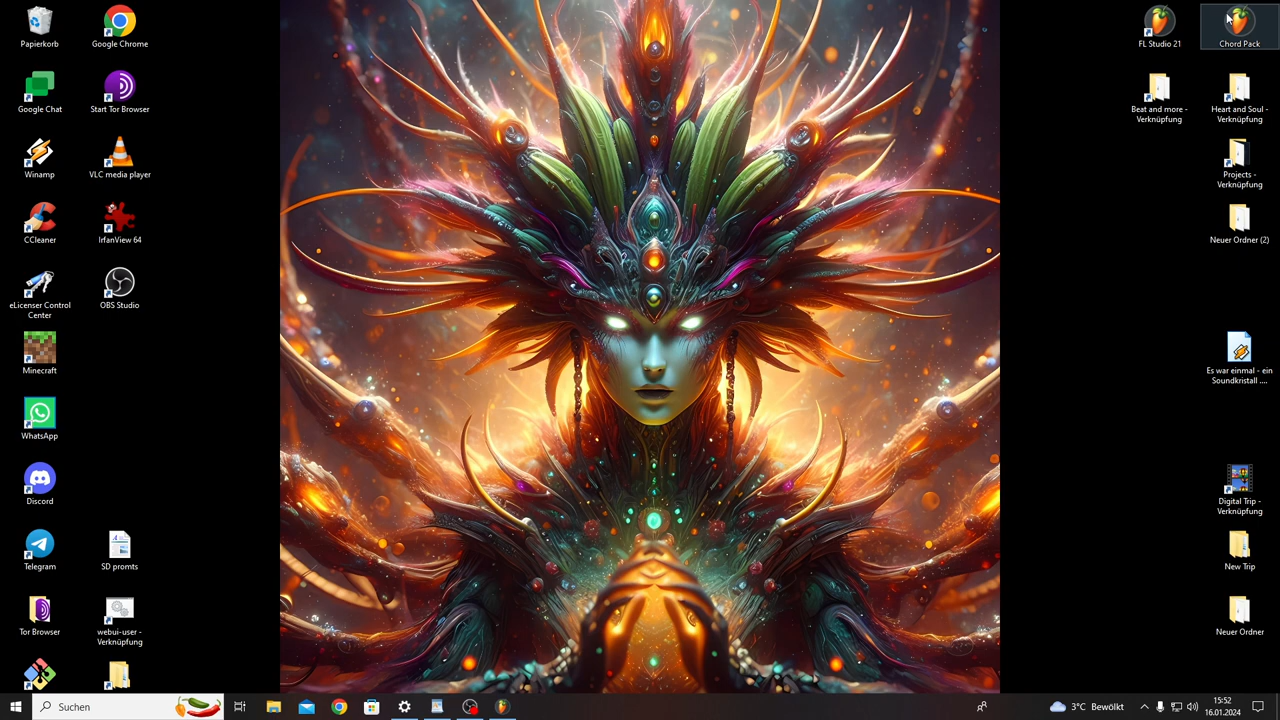 Papierkorb
Google Chrome
FL Studio 21
Chord Pack
Google Chat
Start Tor Browser
Beat and more -
Verknüpfung
Heart and Soul -
Verknüpfung
Winamp
VLC media player
Projects -
Verknüpfung
CCleaner
IrfanView 64
Neuer Ordner (2)
eLicenser Control
Center
OBS Studio
Minecraft
Es war einmal - ein
Soundkristall ....
WhatsApp
Discord
Digital Trip -
Verknüpfung
Telegram
SD promts
New Trip
Tor Browser
webui-user -
Verknüpfung
Neuer Ordner
Suchen
3°C Bewölkt
15:52
16.01.2024